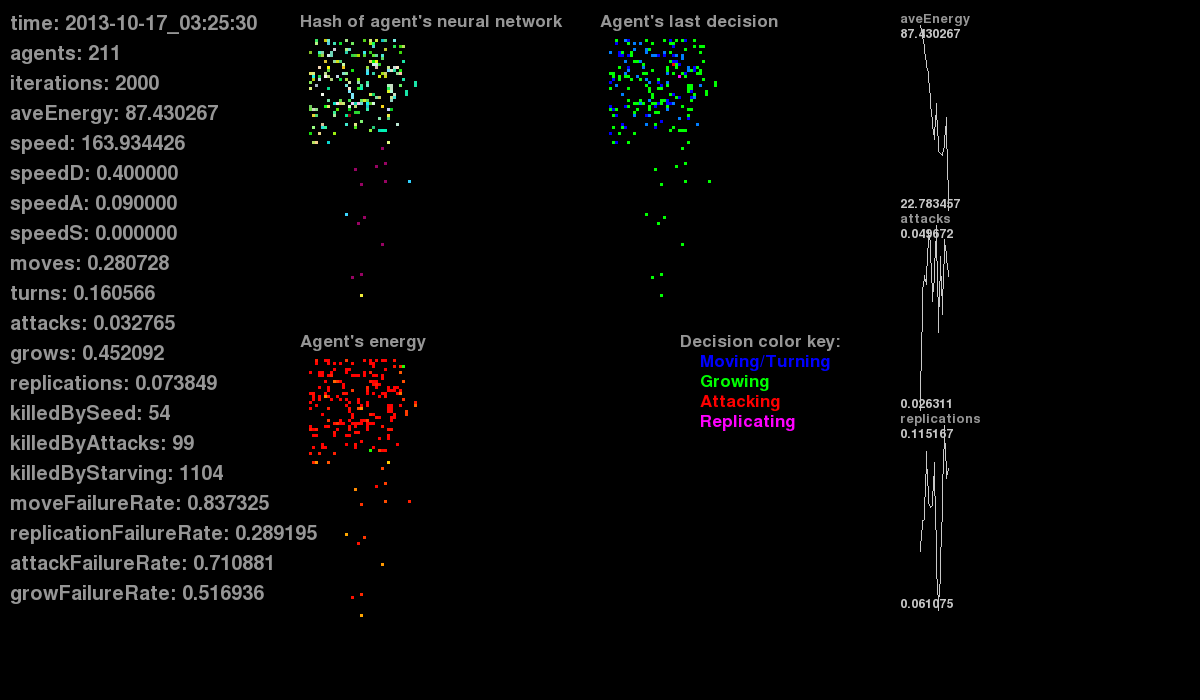 time: 2013-10-17_03:25:30
agents: 211
iterations: 2000
aveEnergy: 87.430267
speed: 163.934426
speedD: 0.400000
speedA: 0.090000
speedS: 0.000000
moves: 0.280728
turns: 0.160566
attacks: 0.032765
grows: 0.452092
replications: 0.073849
killedBySeed: 54
killedByAttacks: 99
killedByStarving: 1104
moveFailureRate: 0.837325
replicationFailureRate: 0.289195
attackFailureRate: 0.710881
growFailureRate: 0.516936
Hash of agent's neural network
Agent's last decision
Agent's energy
Decision color key:
Moving/Turning
Growing
Attacking
Replicating
aveEnergy
87.430267
22.783457
attacks
0.049672
0.026311
replications
0.115167
0.061075